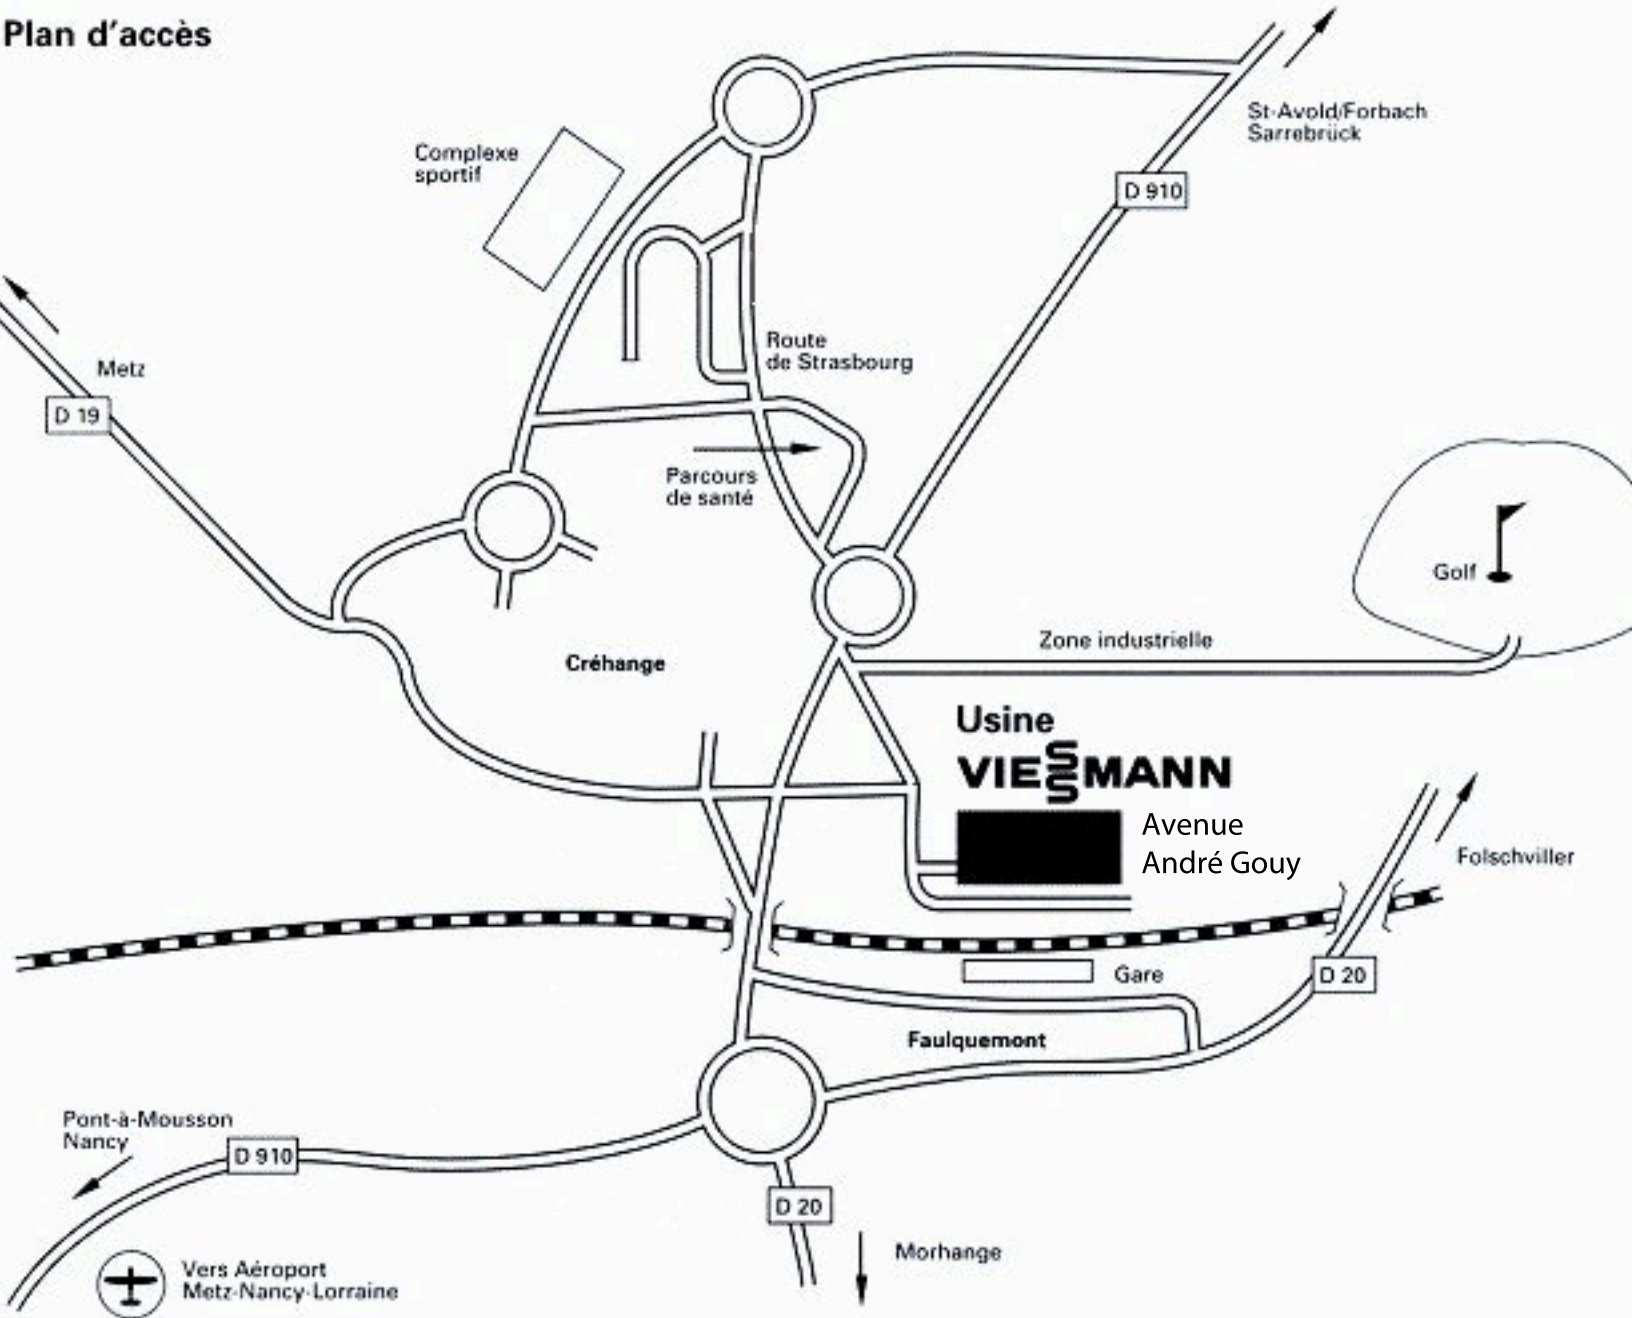 Plan d'accès
St-Avold/Forbach
Sarrebrück
Complexe
sportif
D 910
Route
de Strasbourg
Metz
D 19
Parcours
de santé
Golf
Zone industrielle
Créhange
Usine
VIESSMANN
Avenue
André Gouy
Folschviller
Gare
D 20
Faulquemont
Pont-à-Mousson
Nancy
D 910
D 20
Morhange
Vers Aéroport
Metz-Nancy-Lorraine